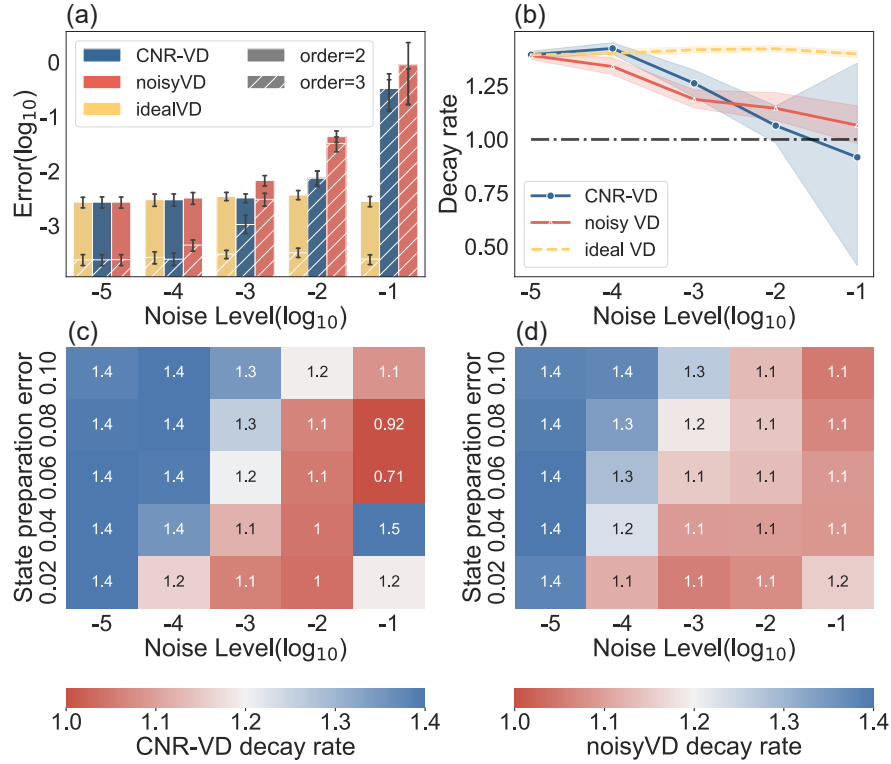 (a)
CNR-VD
order=2
noisyVD
order=3
idealVD
Error(log10)
0
-1
-2
-3
-5 -4 -3 -2 -1
Noise Level(log10)
(b)
Decay rate
1.25
1.00
0.75
0.50
CNR-VD
noisy VD
ideal VD
-5 -4 -3 -2 -1
Noise Level(log10)
(c)
State preparation error
0.10
0.08
0.06
0.04
0.02
1.4 1.4 1.3 1.2 1.1
1.4 1.4 1.3 1.1 0.92
1.4 1.4 1.2 1.1 0.71
1.4 1.4 1.1 1 1.5
1.4 1.2 1.1 1 1.2
-5 -4 -3 -2 -1
Noise Level(log10)
1.0 1.1 1.2 1.3 1.4
CNR-VD decay rate
(d)
State preparation error
0.10
0.08
0.06
0.04
0.02
1.4 1.4 1.3 1.1 1.1
1.4 1.3 1.2 1.1 1.1
1.4 1.3 1.1 1.1 1.1
1.4 1.2 1.1 1.1 1.1
1.4 1.1 1.1 1.1 1.2
-5 -4 -3 -2 -1
Noise Level(log10)
1.0 1.1 1.2 1.3 1.4
noisyVD decay rate